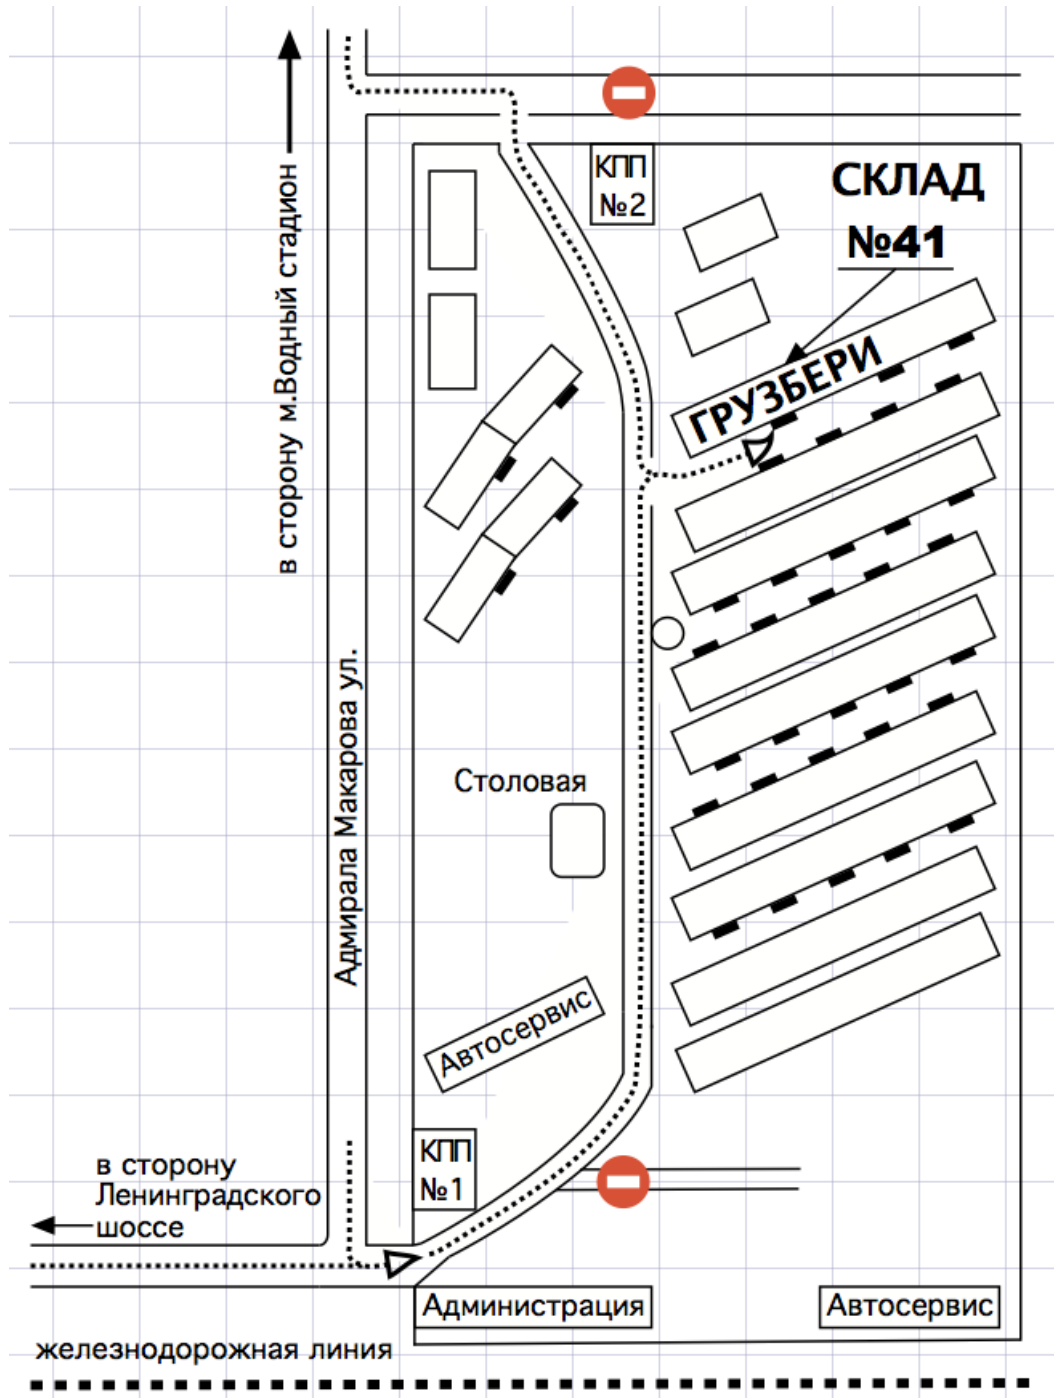 КПП
№2
СКЛАД
№41
в сторону м.Водный стадион
ГРУЗБЕРИ
Адмирала Макарова ул.
Столовая
Автосервис
КПП
№1
в сторону
Ленинградского
шоссе
Администрация
Автосервис
железнодорожная линия